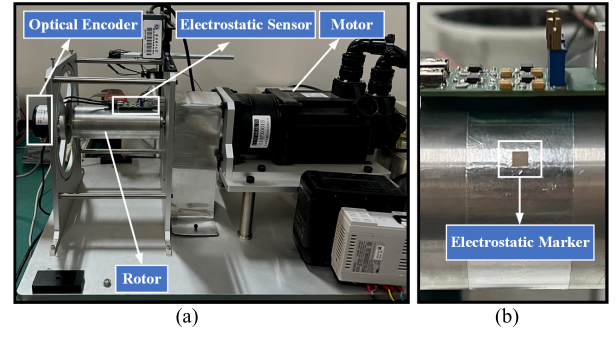 Optical Encoder
Electrostatic Sensor
Motor
Rotor
Electrostatic Marker
(a)
(b)